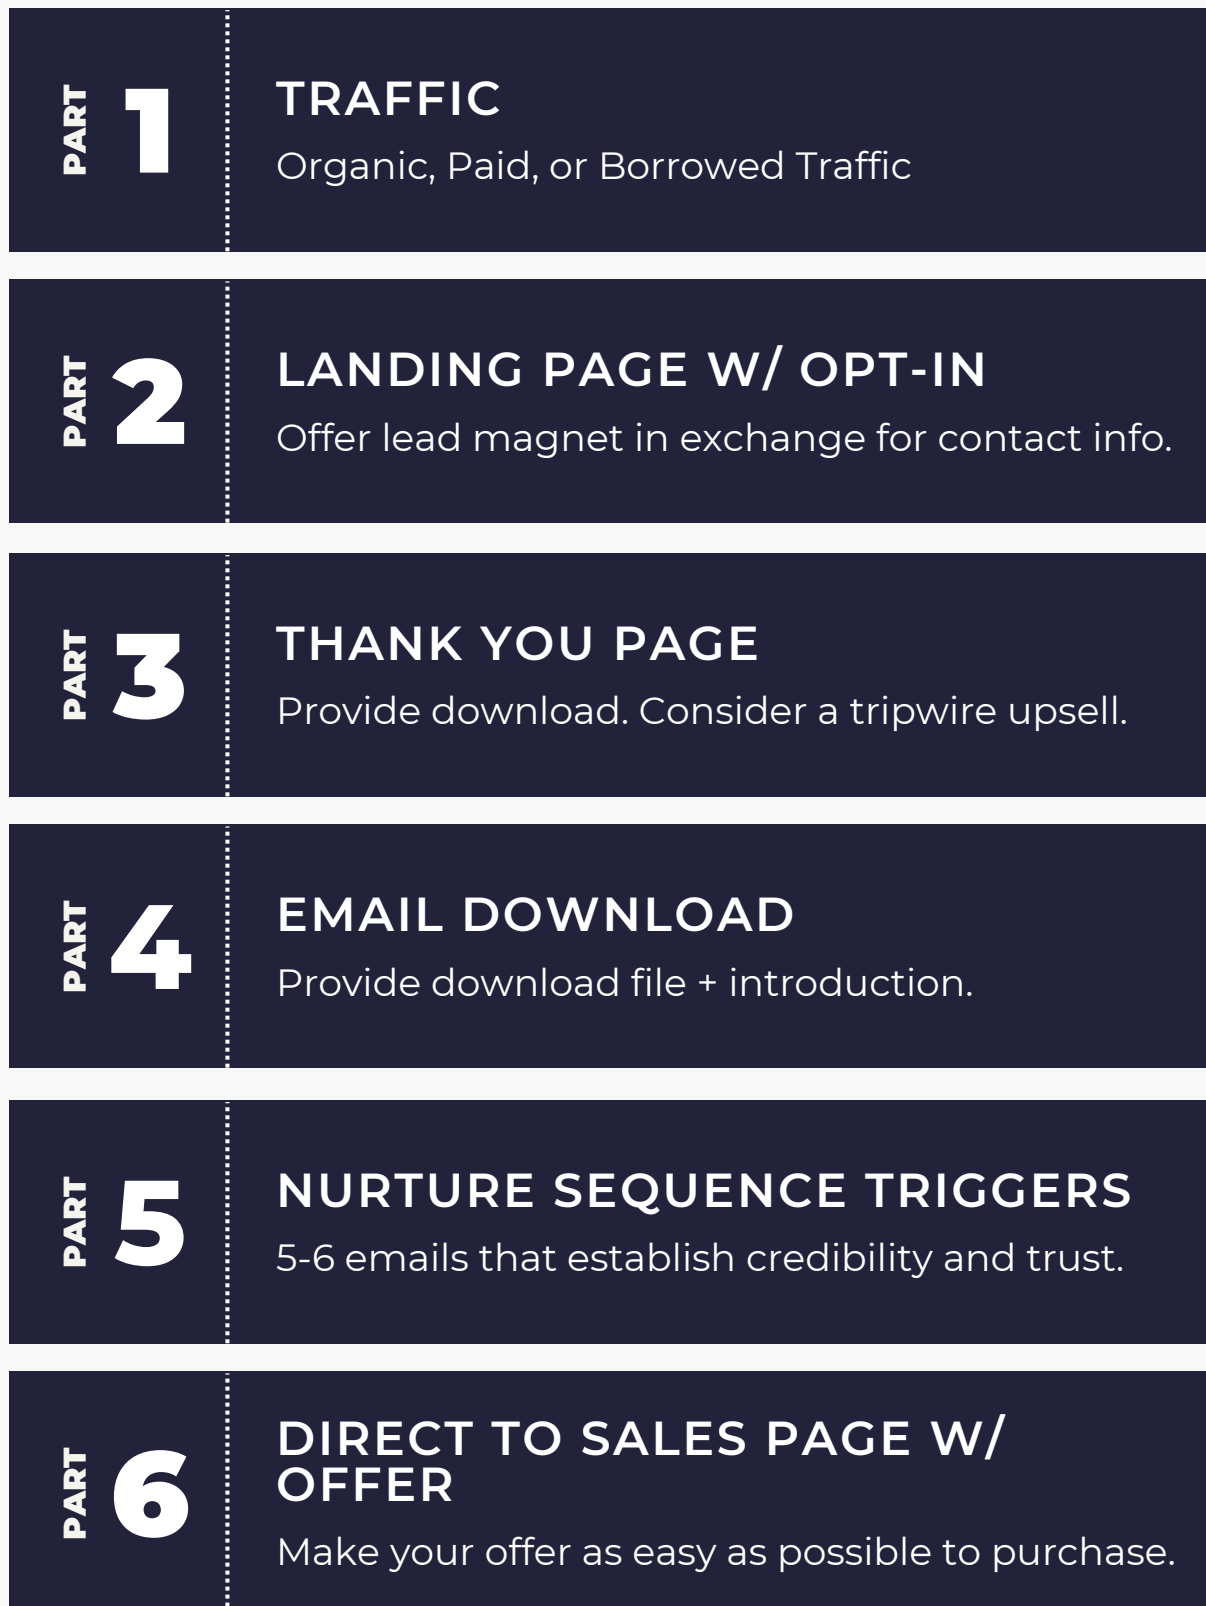 PART 1
TRAFFIC
Organic, Paid, or Borrowed Traffic
PART 2
LANDING PAGE W/ OPT-IN
Offer lead magnet in exchange for contact info.
PART 3
THANK YOU PAGE
Provide download. Consider a tripwire upsell.
PART 4
EMAIL DOWNLOAD
Provide download file + introduction.
PART 5
NURTURE SEQUENCE TRIGGERS
5-6 emails that establish credibility and trust.
PART 6
DIRECT TO SALES PAGE W/
OFFER
Make your offer as easy as possible to purchase.